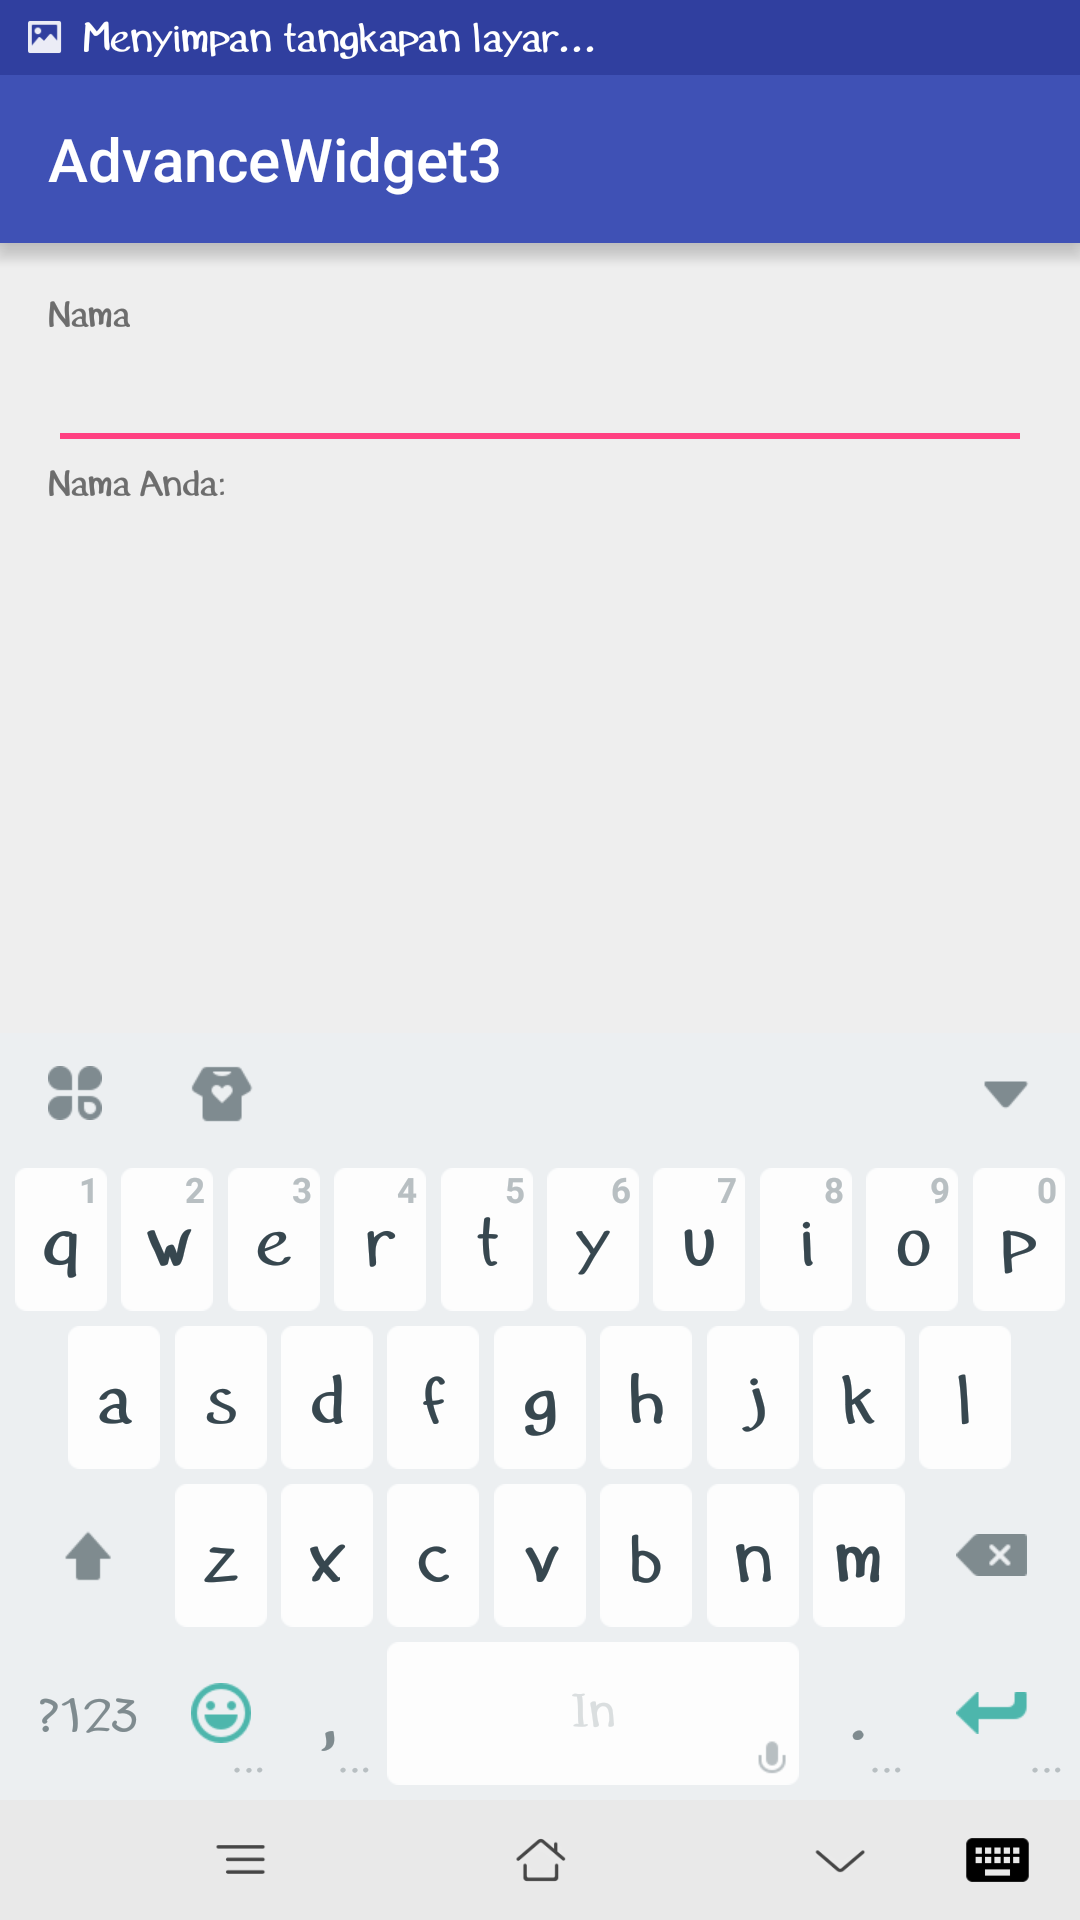 Menyimpan tangkapan layar...
AdvanceWidget3
Nama
Nama Anda:
1 2 3 4 5 6 7 8 9 0
q w e r t y u i o p
a s d f g h j k l
z x c v b n m
?123 , In .
... ... ... ...